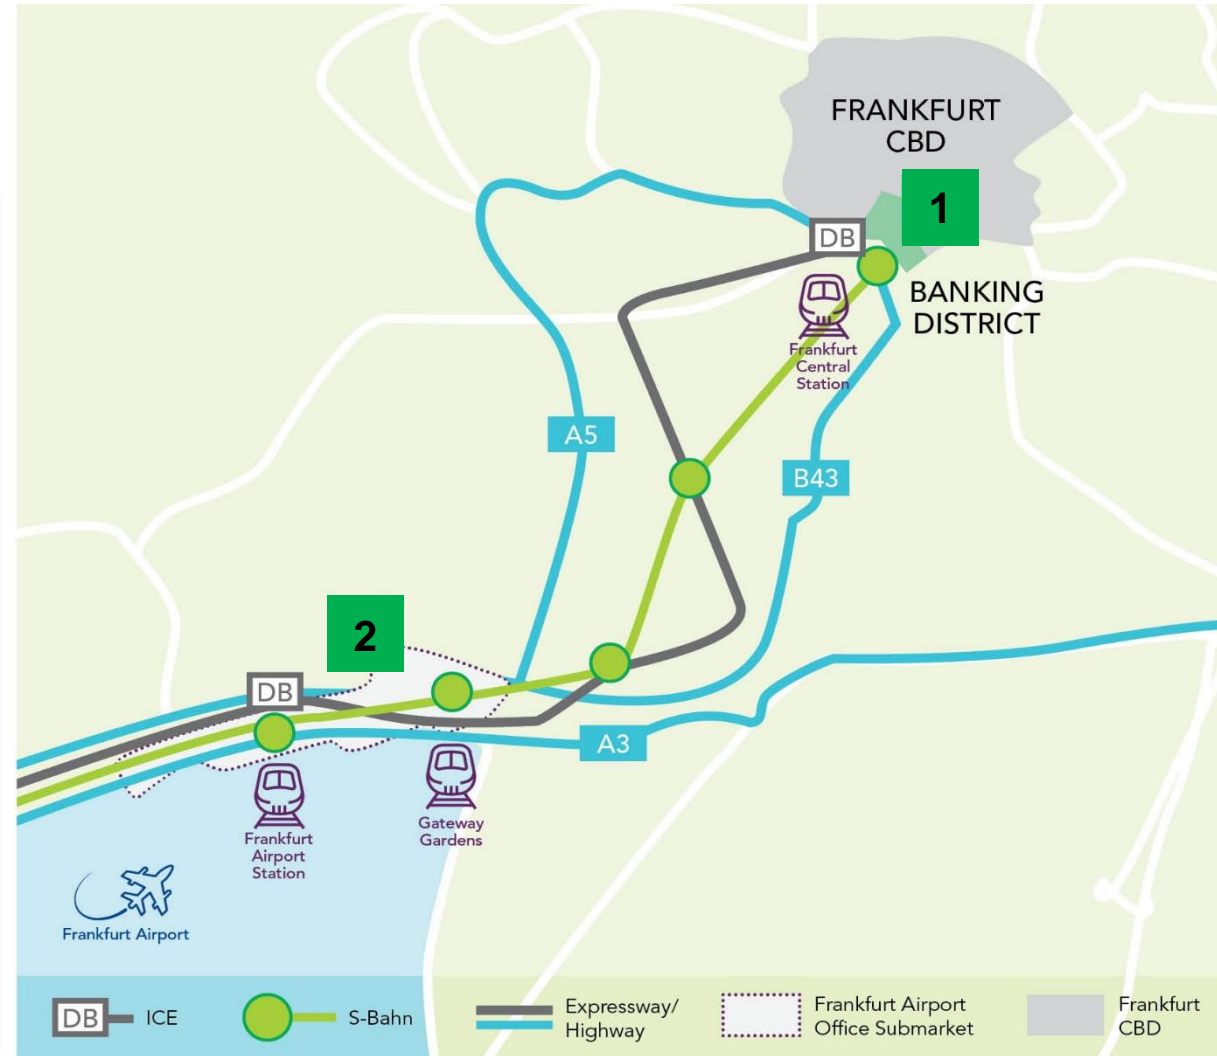 FRANKFURT
CBD
1
DB
BANKING
DISTRICT
Frankfurt
Central
Station
A5
B43
2
DB
A3
Gateway
Gardens
Frankfurt
Airport
Station
Frankfurt Airport
DB ICE
S-Bahn
Expressway/
Highway
Frankfurt Airport
Office Submarket
Frankfurt
CBD